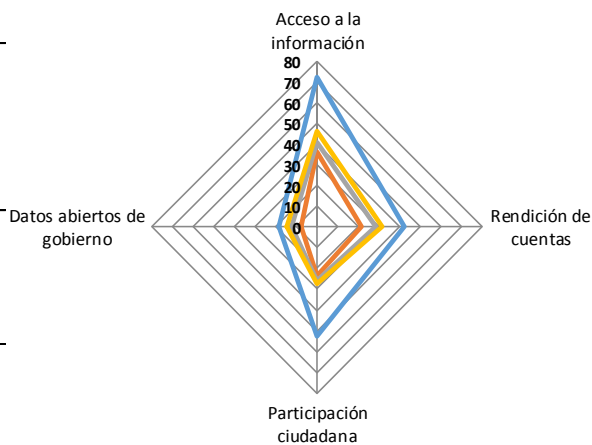 Acceso a la
información
80
70
60
50
40
30
20
10
0
Datos abiertos de
gobierno
Rendición de
cuentas
Participación
ciudadana